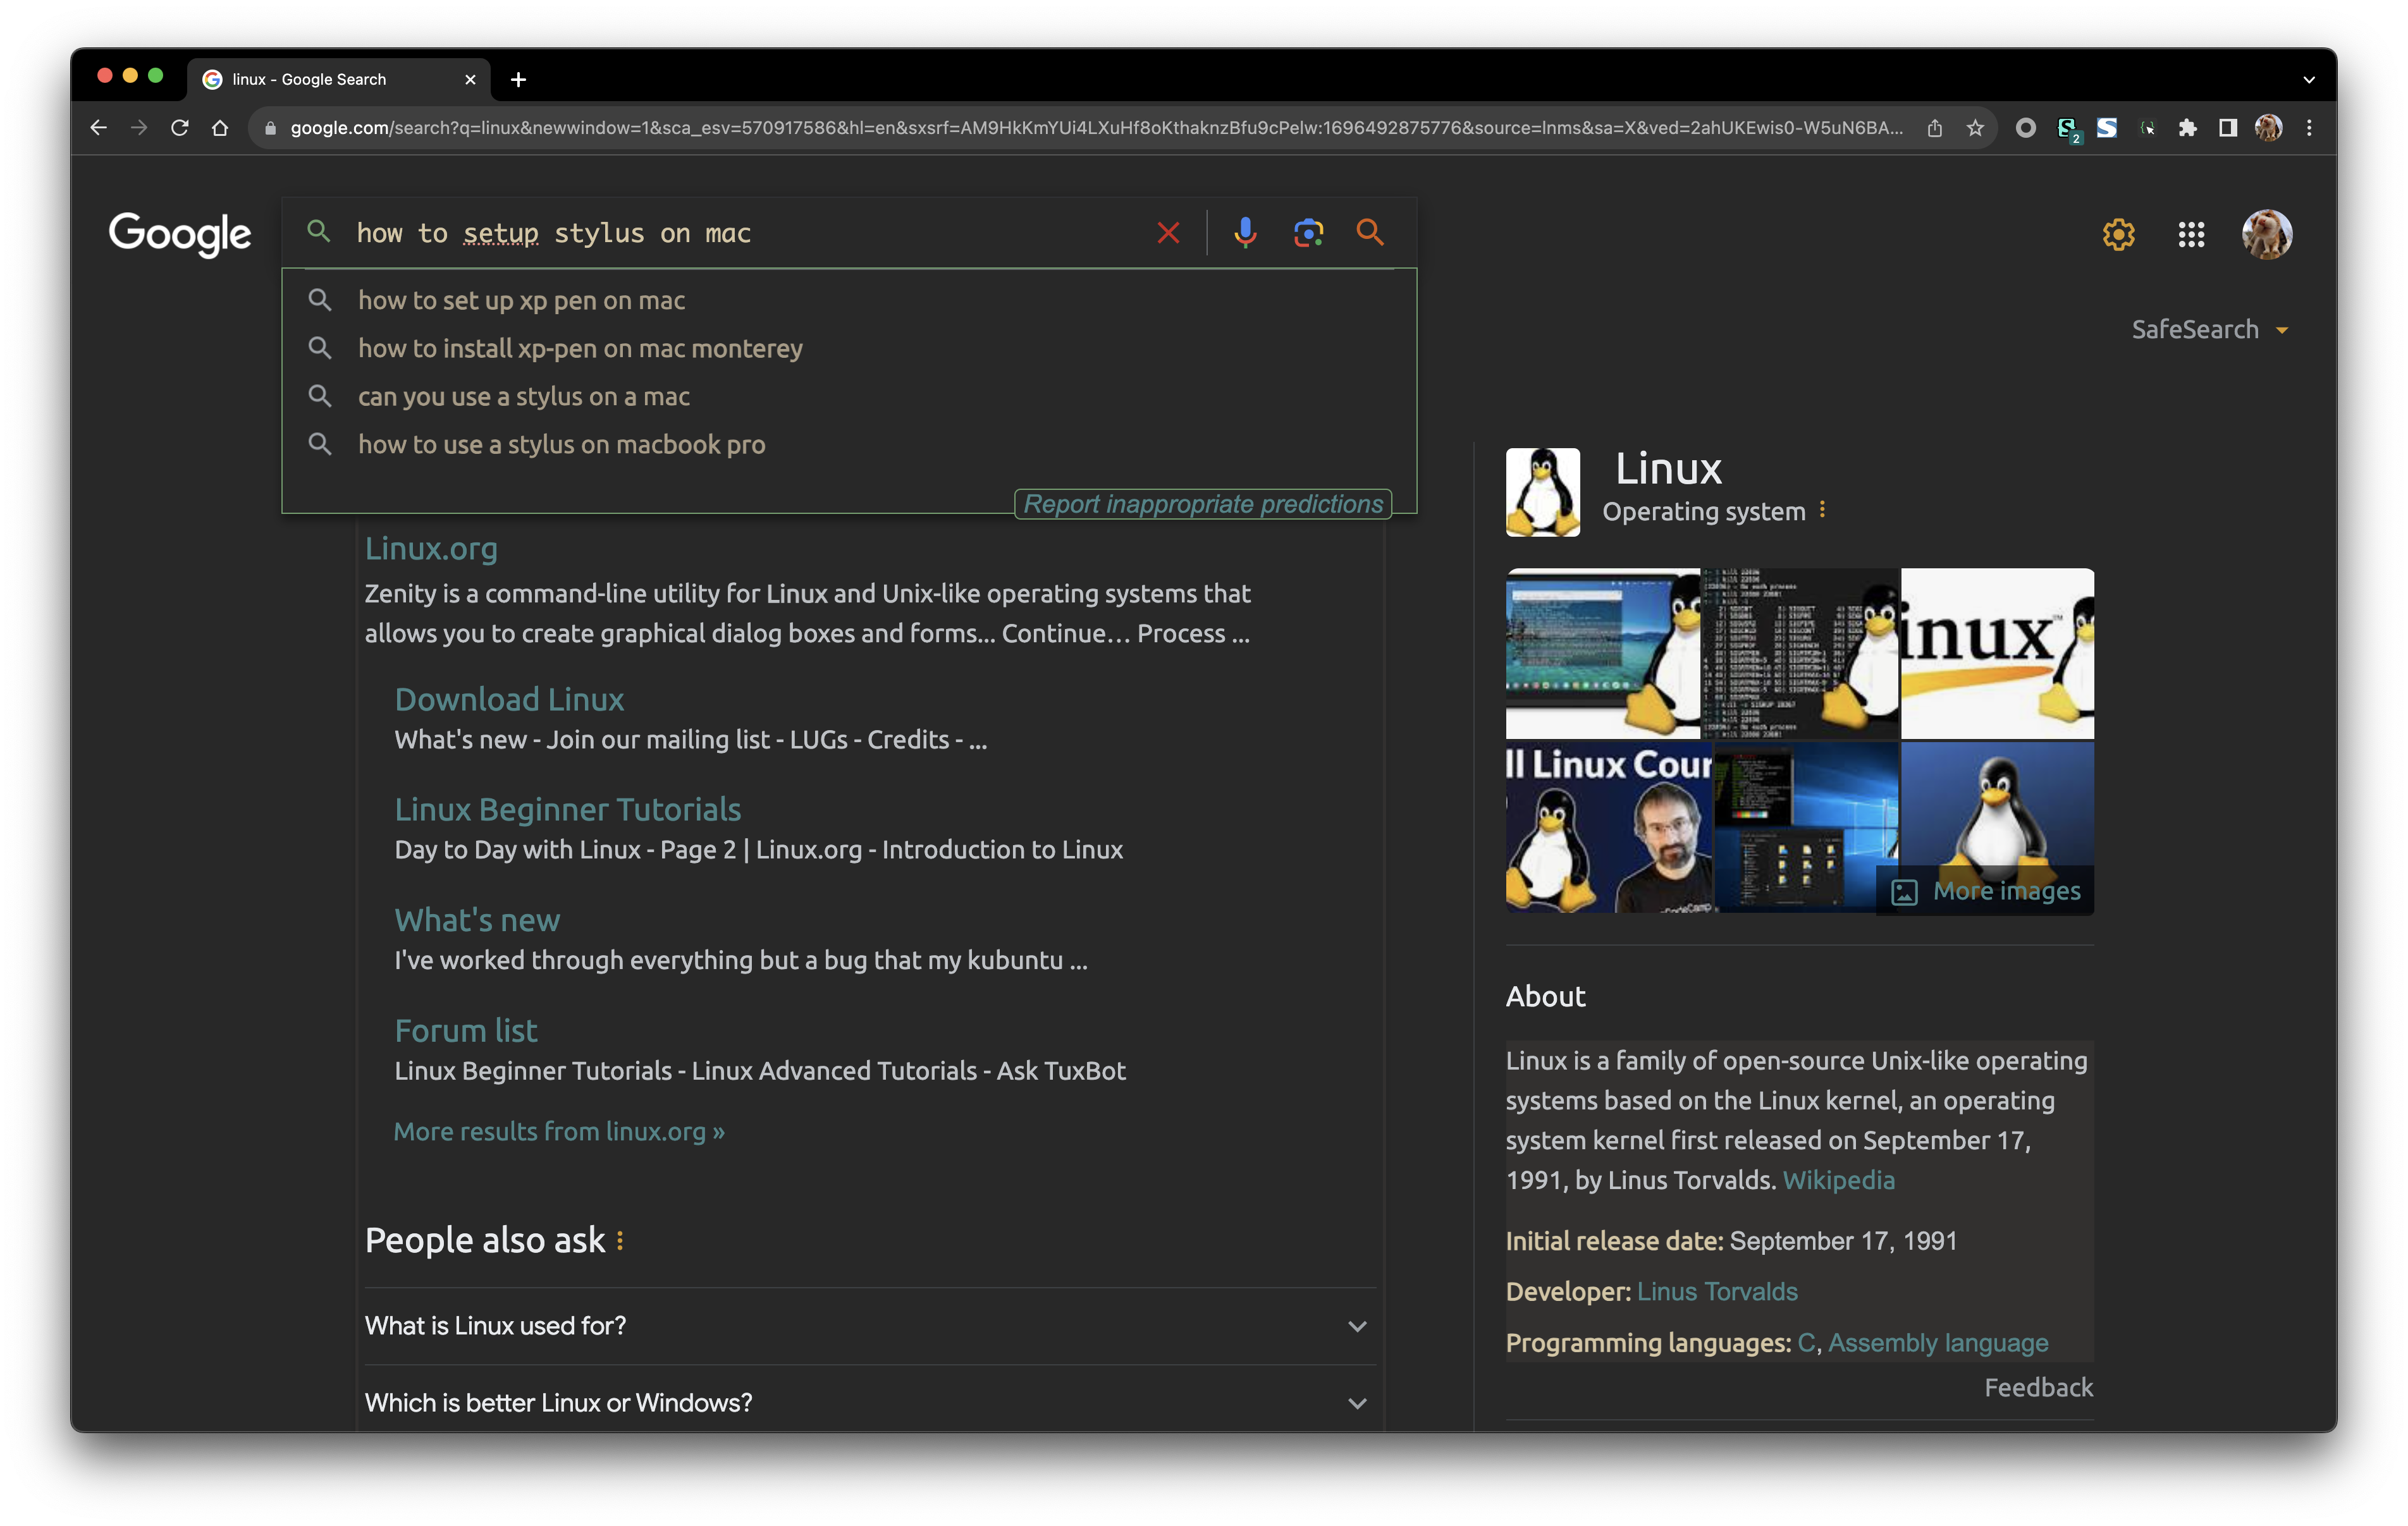 linux - Google Search
google.com/search?q=linux&newwindow=1&sca_esv=570917586&hl=en&sxsrf=AM9HkKmYUi4LXuHf8oKthaknzBfu9cPelw:1696492875776&source=lnms&sa=X&ved=2ahUKEwis0-W5uN6BA...
2
Google
how to setup stylus on mac
how to set up xp pen on mac
how to install xp-pen on mac monterey
can you use a stylus on a mac
how to use a stylus on macbook pro
Report inappropriate predictions
SafeSearch
Linux.org
Zenity is a command-line utility for Linux and Unix-like operating systems that
allows you to create graphical dialog boxes and forms... Continue… Process ...
Download Linux
What's new - Join our mailing list - LUGs - Credits - ...
Linux Beginner Tutorials
Day to Day with Linux - Page 2 | Linux.org - Introduction to Linux
What's new
I've worked through everything but a bug that my kubuntu ...
Forum list
Linux Beginner Tutorials - Linux Advanced Tutorials - Ask TuxBot
More results from linux.org »
People also ask
What is Linux used for?
Which is better Linux or Windows?
Linux
Operating system
inux
ll Linux Cour
More images
About
Linux is a family of open-source Unix-like operating
systems based on the Linux kernel, an operating
system kernel first released on September 17,
1991, by Linus Torvalds. Wikipedia
Initial release date: September 17, 1991
Developer: Linus Torvalds
Programming languages: C, Assembly language
Feedback